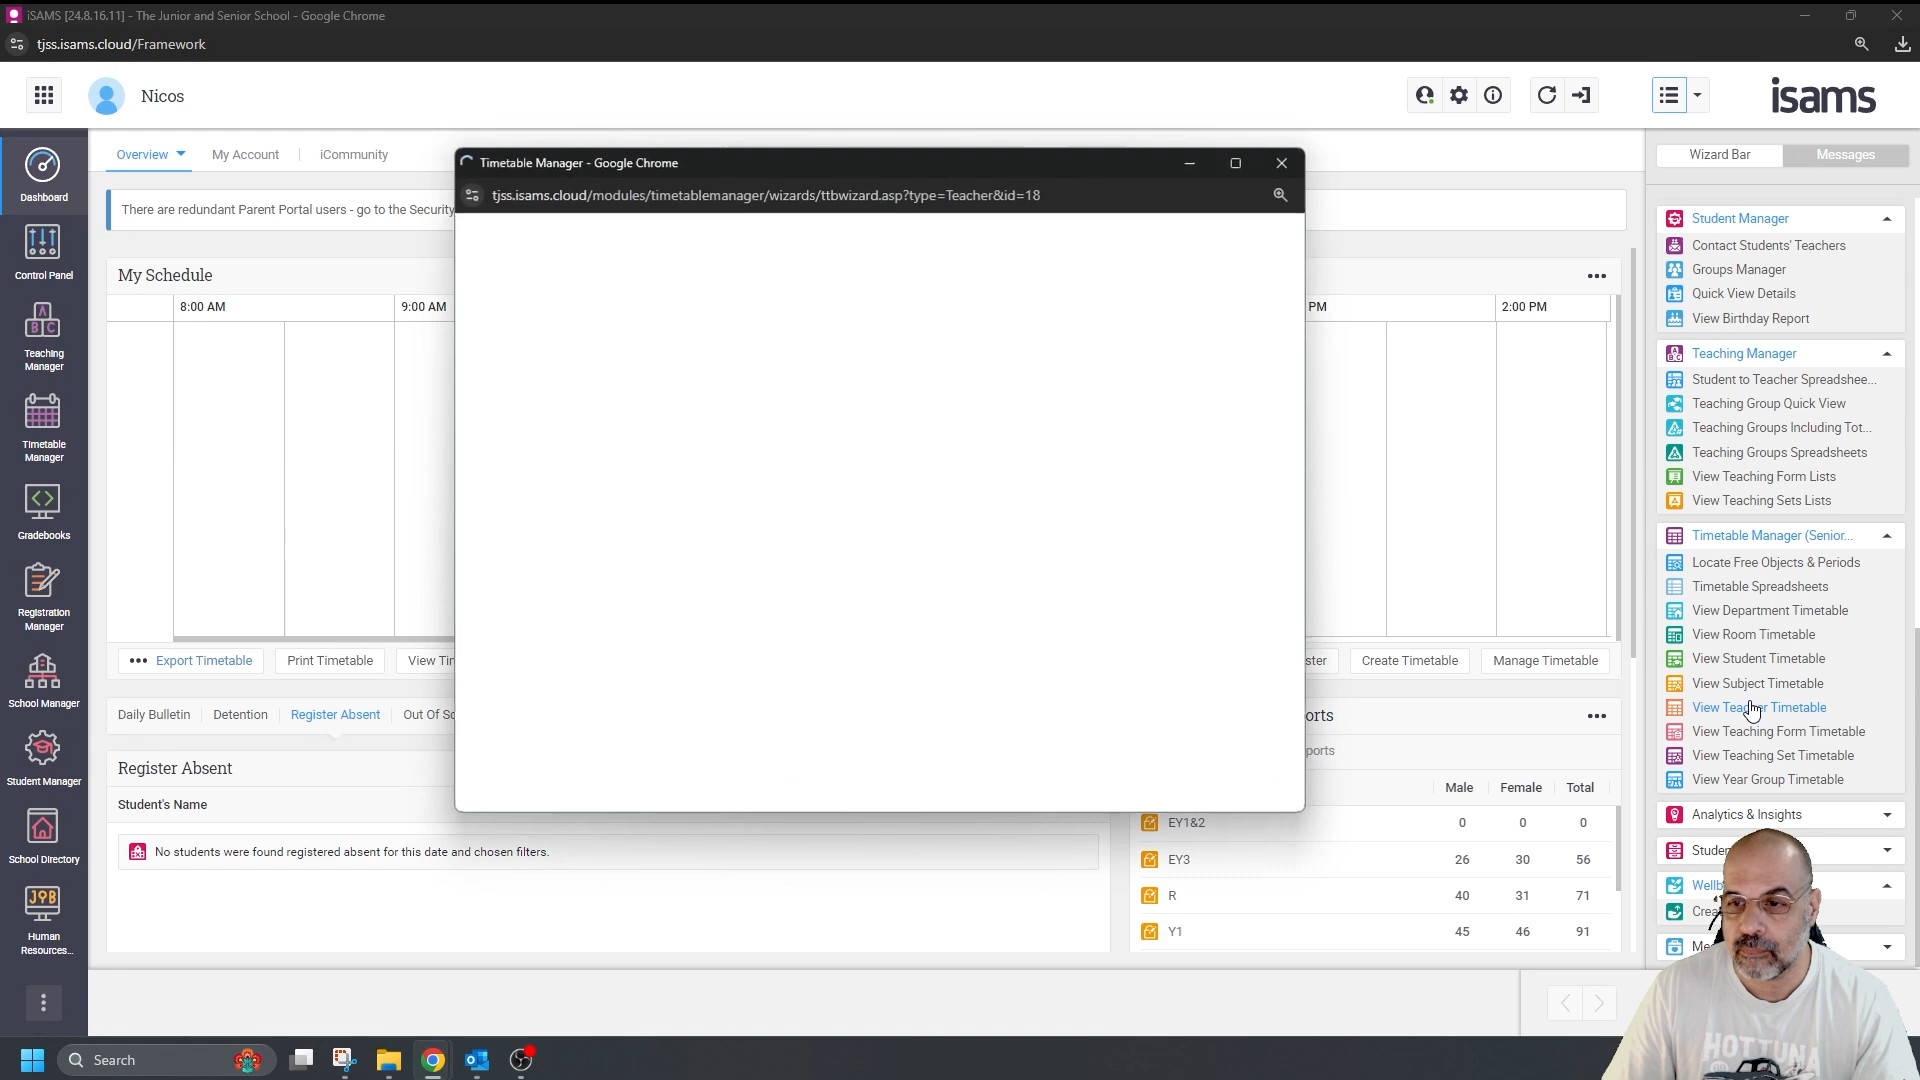 iSAMS [24.8.16.11] - The Junior and Senior School - Google Chrome
tjss.isams.cloud/Framework
Nicos
isams
Dashboard
Control Panel
Teaching
Manager
Timetable
Manager
Gradebooks
Registration
Manager
School Manager
Student Manager
School Directory
Human
Resources...
Overview
My Account
iCommunity
There are redundant Parent Portal users - go to the Security
My Schedule
8:00 AM
9:00 AM
PM
2:00 PM
Export Timetable
Print Timetable
View Tir
ster
Create Timetable
Manage Timetable
Timetable Manager - Google Chrome
tjss.isams.cloud/modules/timetablemanager/wizards/ttbwizard.asp?type=Teacher&id=18
Daily Bulletin
Detention
Register Absent
Out Of Sc
Register Absent
Student's Name
No students were found registered absent for this date and chosen filters.
orts
ports
Male Female Total
EY1&2 0 0 0
EY3 26 30 56
R 40 31 71
Y1 45 46 91
Wizard Bar
Messages
Student Manager
Contact Students' Teachers
Groups Manager
Quick View Details
View Birthday Report
Teaching Manager
Student to Teacher Spreadshee...
Teaching Group Quick View
Teaching Groups Including Tot...
Teaching Groups Spreadsheets
View Teaching Form Lists
View Teaching Sets Lists
Timetable Manager (Senior...
Locate Free Objects & Periods
Timetable Spreadsheets
View Department Timetable
View Room Timetable
View Student Timetable
View Subject Timetable
View Teacher Timetable
View Teaching Form Timetable
View Teaching Set Timetable
View Year Group Timetable
Analytics & Insights
Studen
Wellb
Crea
Me
HOT TUNA
Search